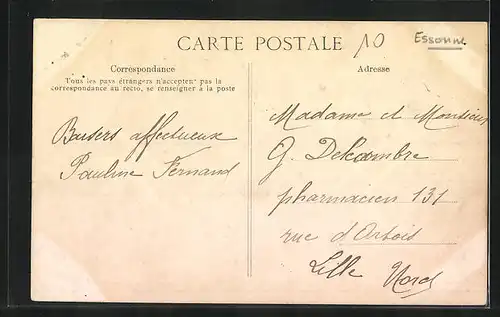 CARTE POSTALE
10
Essonne
Correspondance
Tous les pays étrangers n'acceptent pas la
correspondance au recto, se renseigner à la poste
Adresse
Baisers affectueux
Pauline Fernand
Madame et Monsieur
G. Delcambre
pharmacien 131
rue d'Artois
Lille Nord